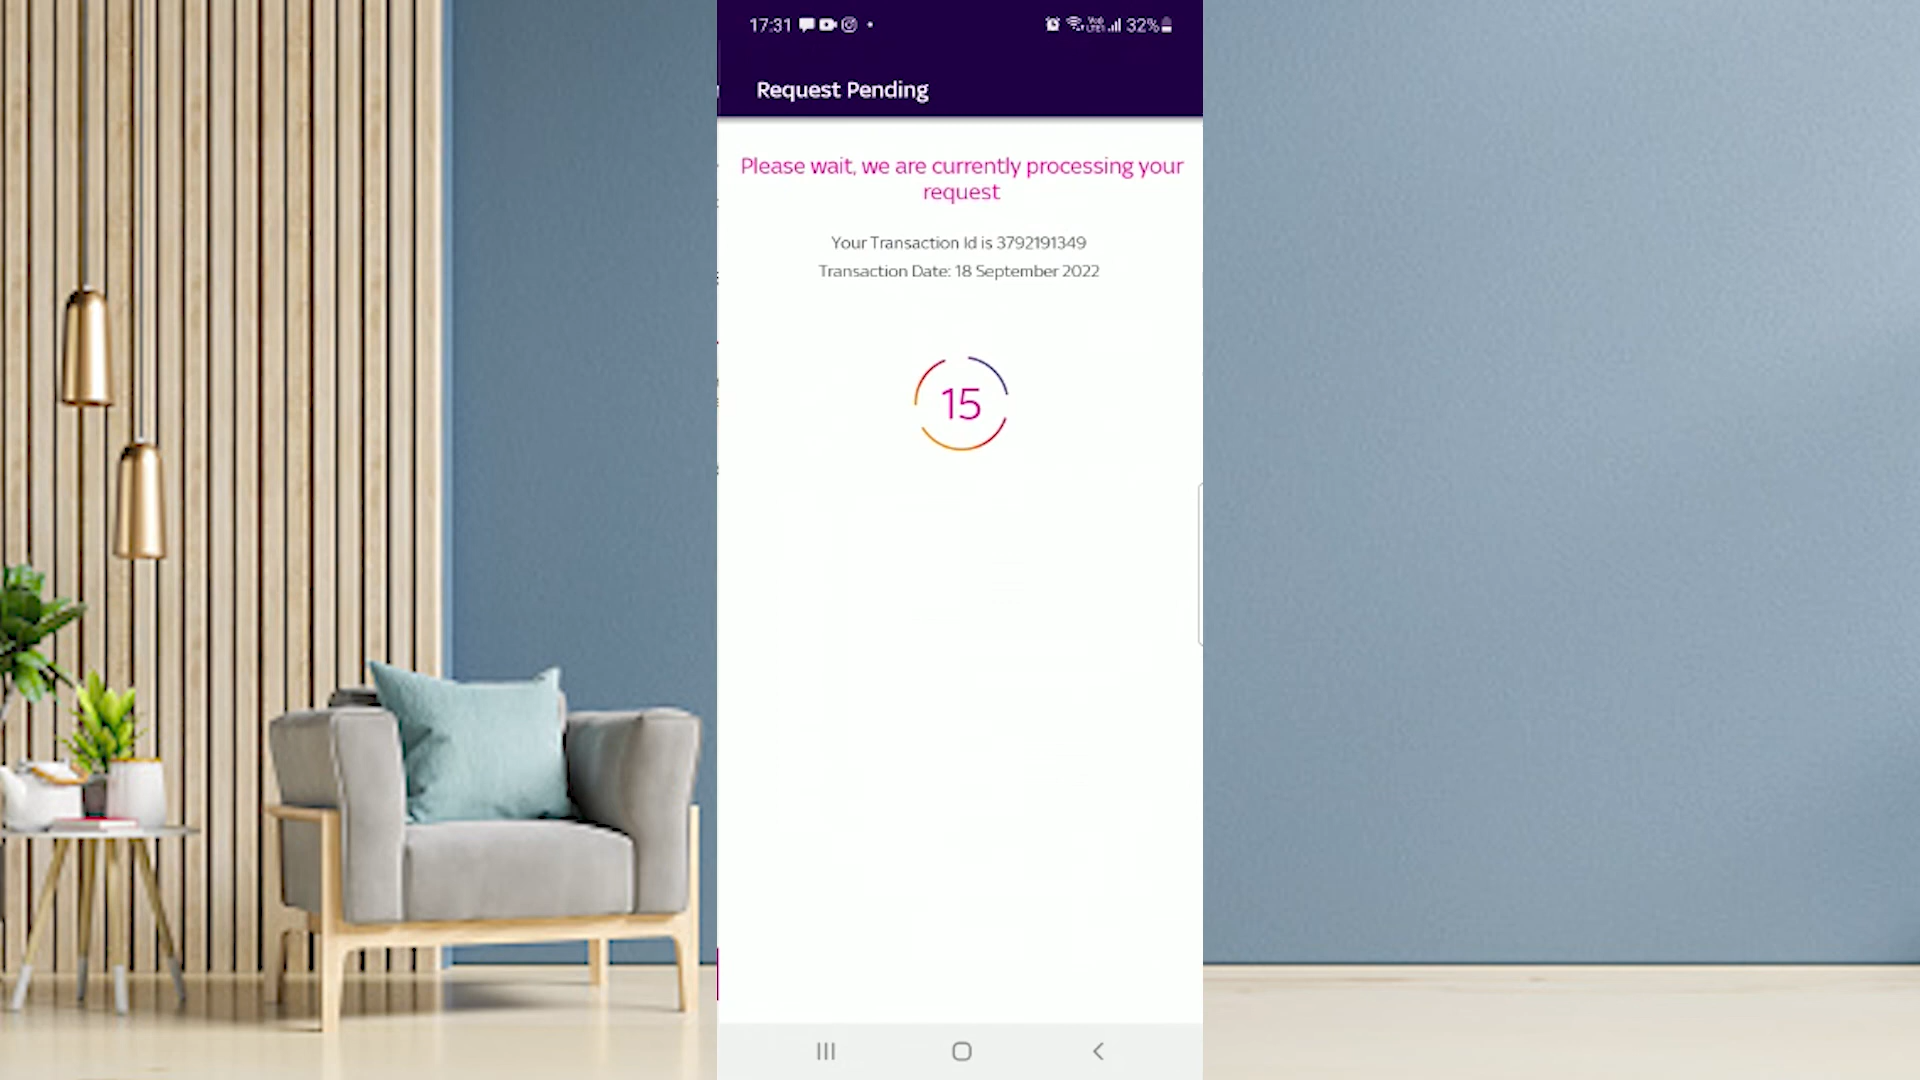 17:31
32%
Request Pending
Please wait, we are currently processing your
request
Your Transaction Id is 3792191349
Transaction Date: 18 September 2022
15